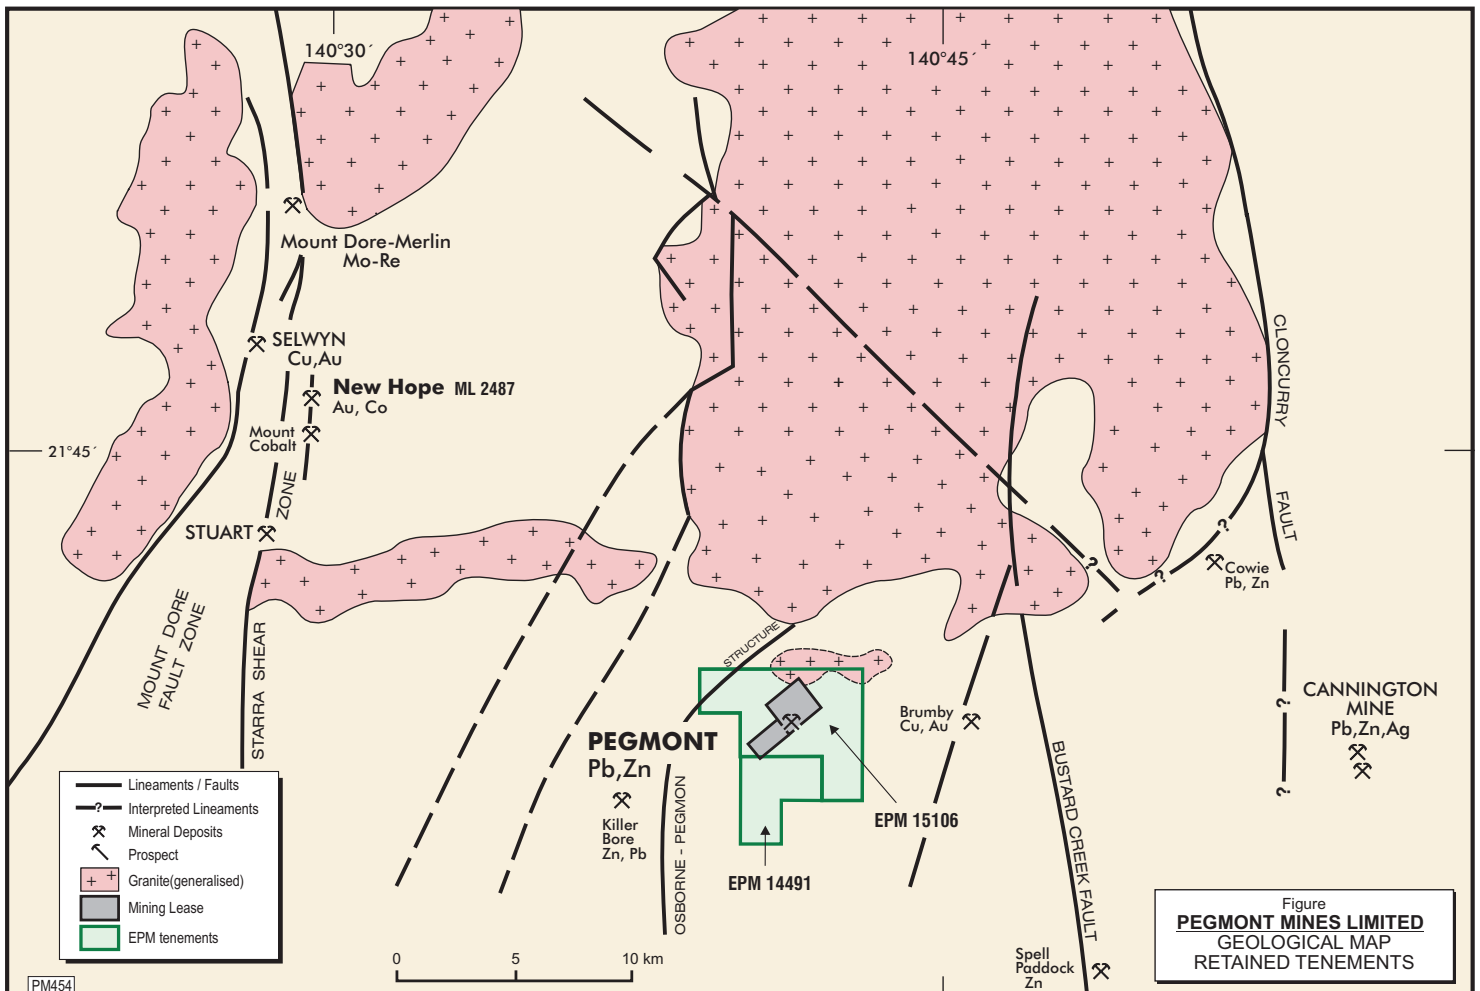 140°30´
140°45´
Mount Dore-Merlin
Mo-Re
SELWYN
Cu,Au
New Hope ML 2487
Au, Co
Mount
Cobalt
21°45´
ZONE
STUART
MOUNT DORE
FAULT ZONE
STARRA SHEAR
CLONCURRY
FAULT
?
?
?
Cowie
Pb, Zn
STRUCTURE
PEGMONT
Pb,Zn
Killer
Bore
Zn, Pb
OSBORNE - PEGMON
Brumby
Cu, Au
EPM 15106
EPM 14491
BUSTARD CREEK FAULT
?
?
CANNINGTON
MINE
Pb,Zn,Ag
Spell
Paddock
Zn
Lineaments / Faults
? Interpreted Lineaments
Mineral Deposits
Prospect
Granite(generalised)
Mining Lease
EPM tenements
0 5 10 km
PM454
Figure
PEGMONT MINES LIMITED
GEOLOGICAL MAP
RETAINED TENEMENTS